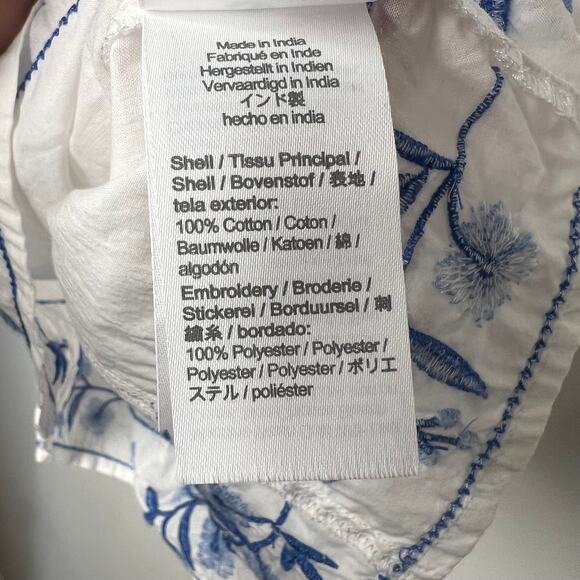 Made in India
Fabriqué en Inde
Hergestellt in Indien
Vervaardigd in India
インド製
hecho en india
Shell / Tissu Principal /
Shell / Bovenstof / 表地 /
tela exterior:
100% Cotton / Coton /
Baumwolle / Katoen / 綿 /
algodón
Embroidery / Broderie /
Stickerei / Borduursel / 刺
繍糸 / bordado:
100% Polyester / Polyester /
Polyester / Polyester / ポリエ
ステル / poliéster